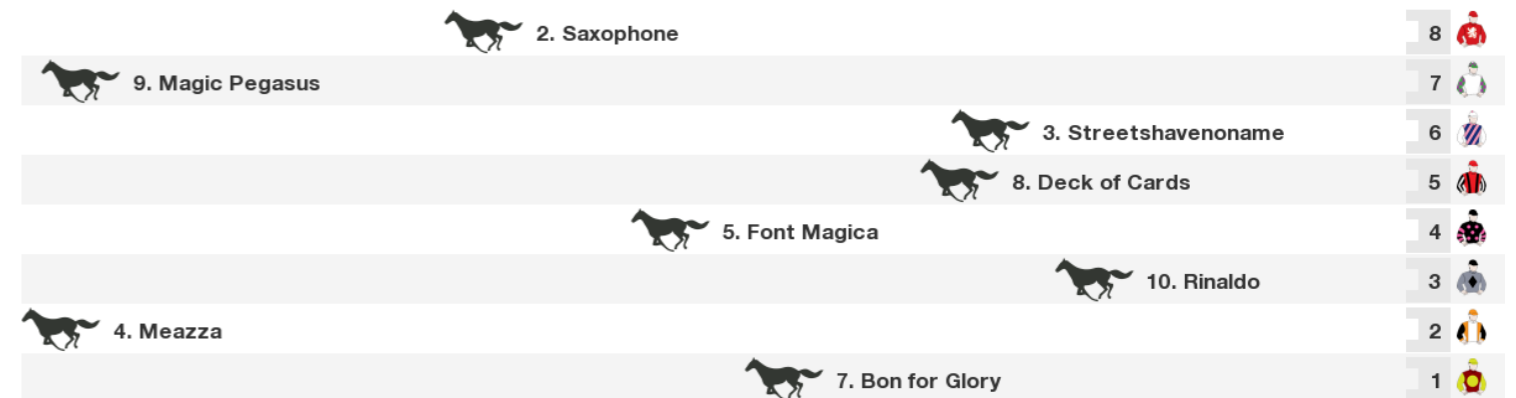 2. Saxophone 8
9. Magic Pegasus 7
3. Streetshavenoname 6
8. Deck of Cards 5
5. Font Magica 4
10. Rinaldo 3
4. Meazza 2
7. Bon for Glory 1